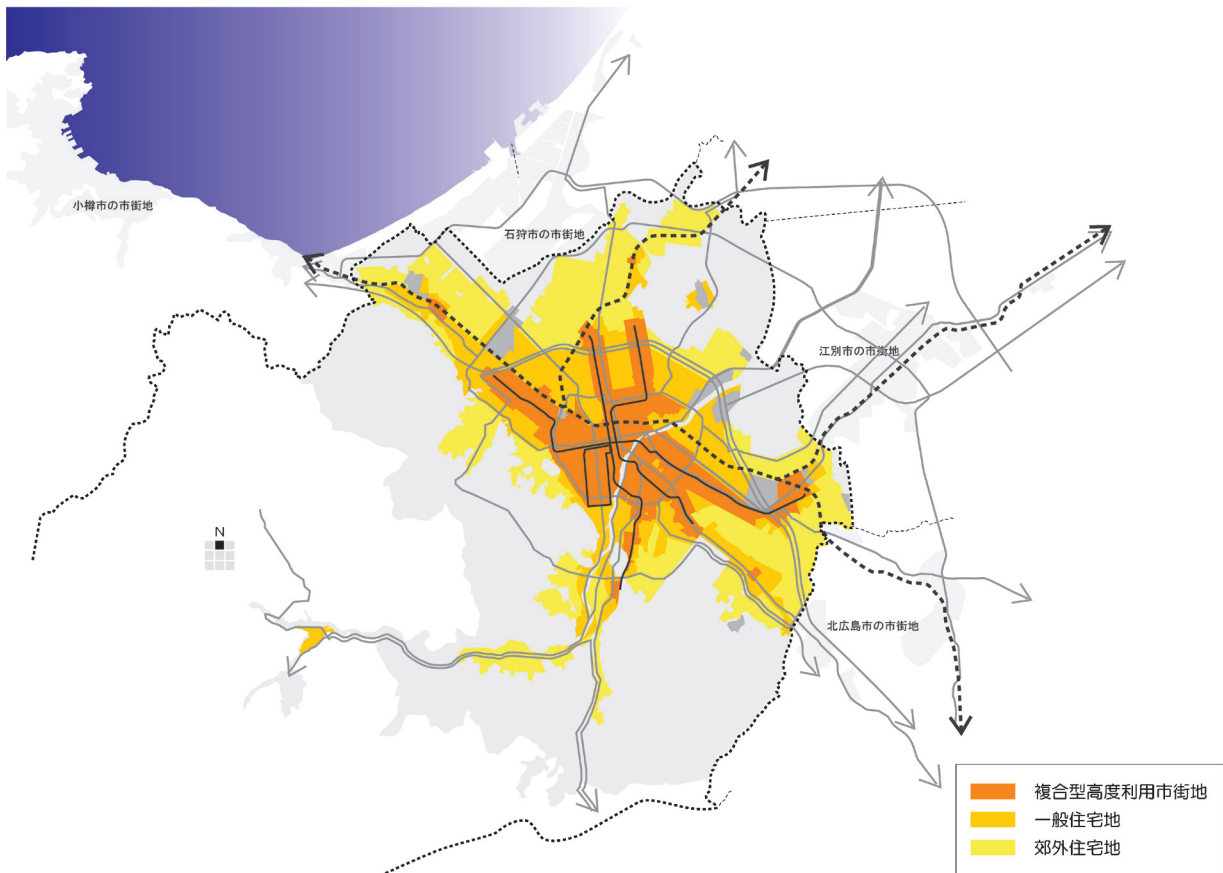 小樽市の市街地
石狩市の市街地
江別市の市街地
N
北広島市の市街地
複合型高度利用市街地
一般住宅地
郊外住宅地